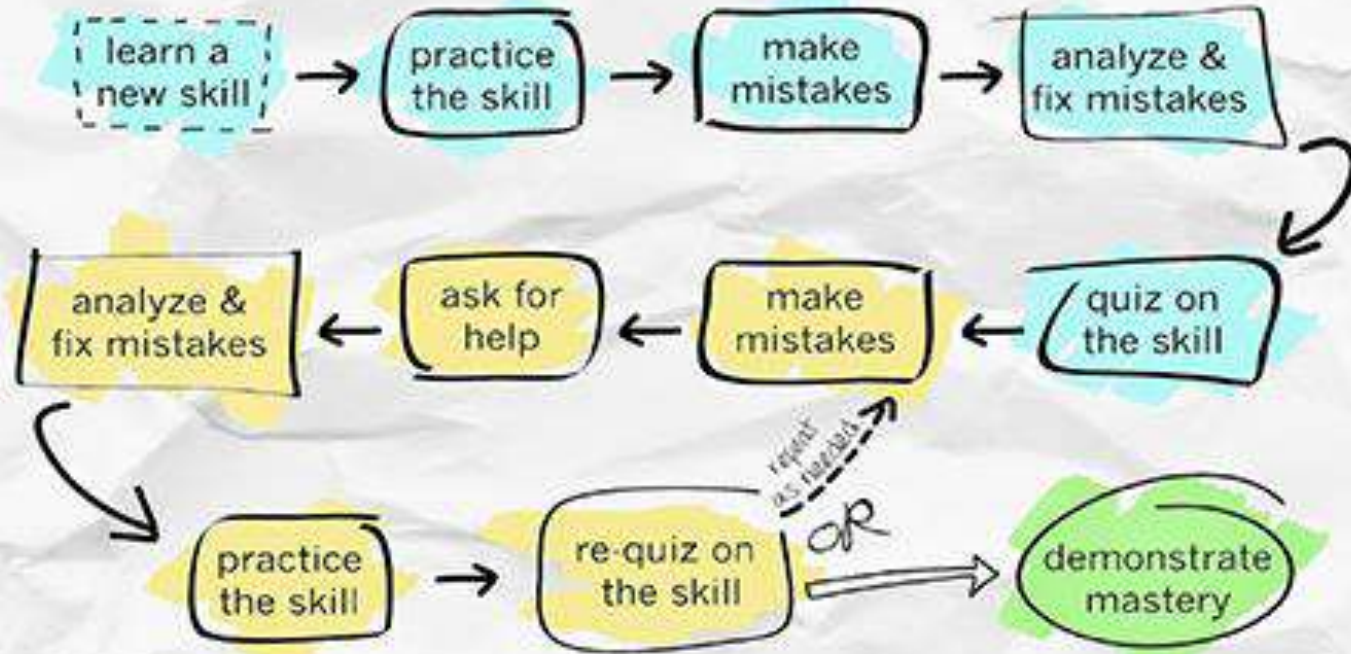 learn a
new skill
practice
the skill
make
mistakes
analyze &
fix mistakes
quiz on
the skill
make
mistakes
ask for
help
analyze &
fix mistakes
practice
the skill
re-quiz on
the skill
repeat
as needed
OR
demonstrate
mastery